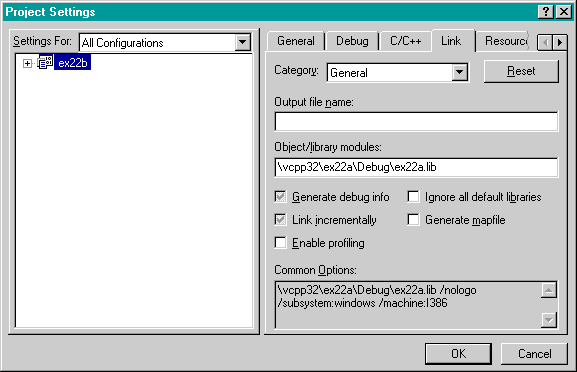 Project Settings
Settings For: All Configurations
ex22b
General Debug C/C++ Link Resourc
Category: General Reset
Output file name:
Object/library modules:
\vcpp32\ex22a\Debug\ex22a.lib
Generate debug info Ignore all default libraries
Link incrementally Generate mapfile
Enable profiling
Common Options:
\vcpp32\ex22a\Debug\ex22a.lib /nologo
/subsystem:windows /machine:I386
OK Cancel